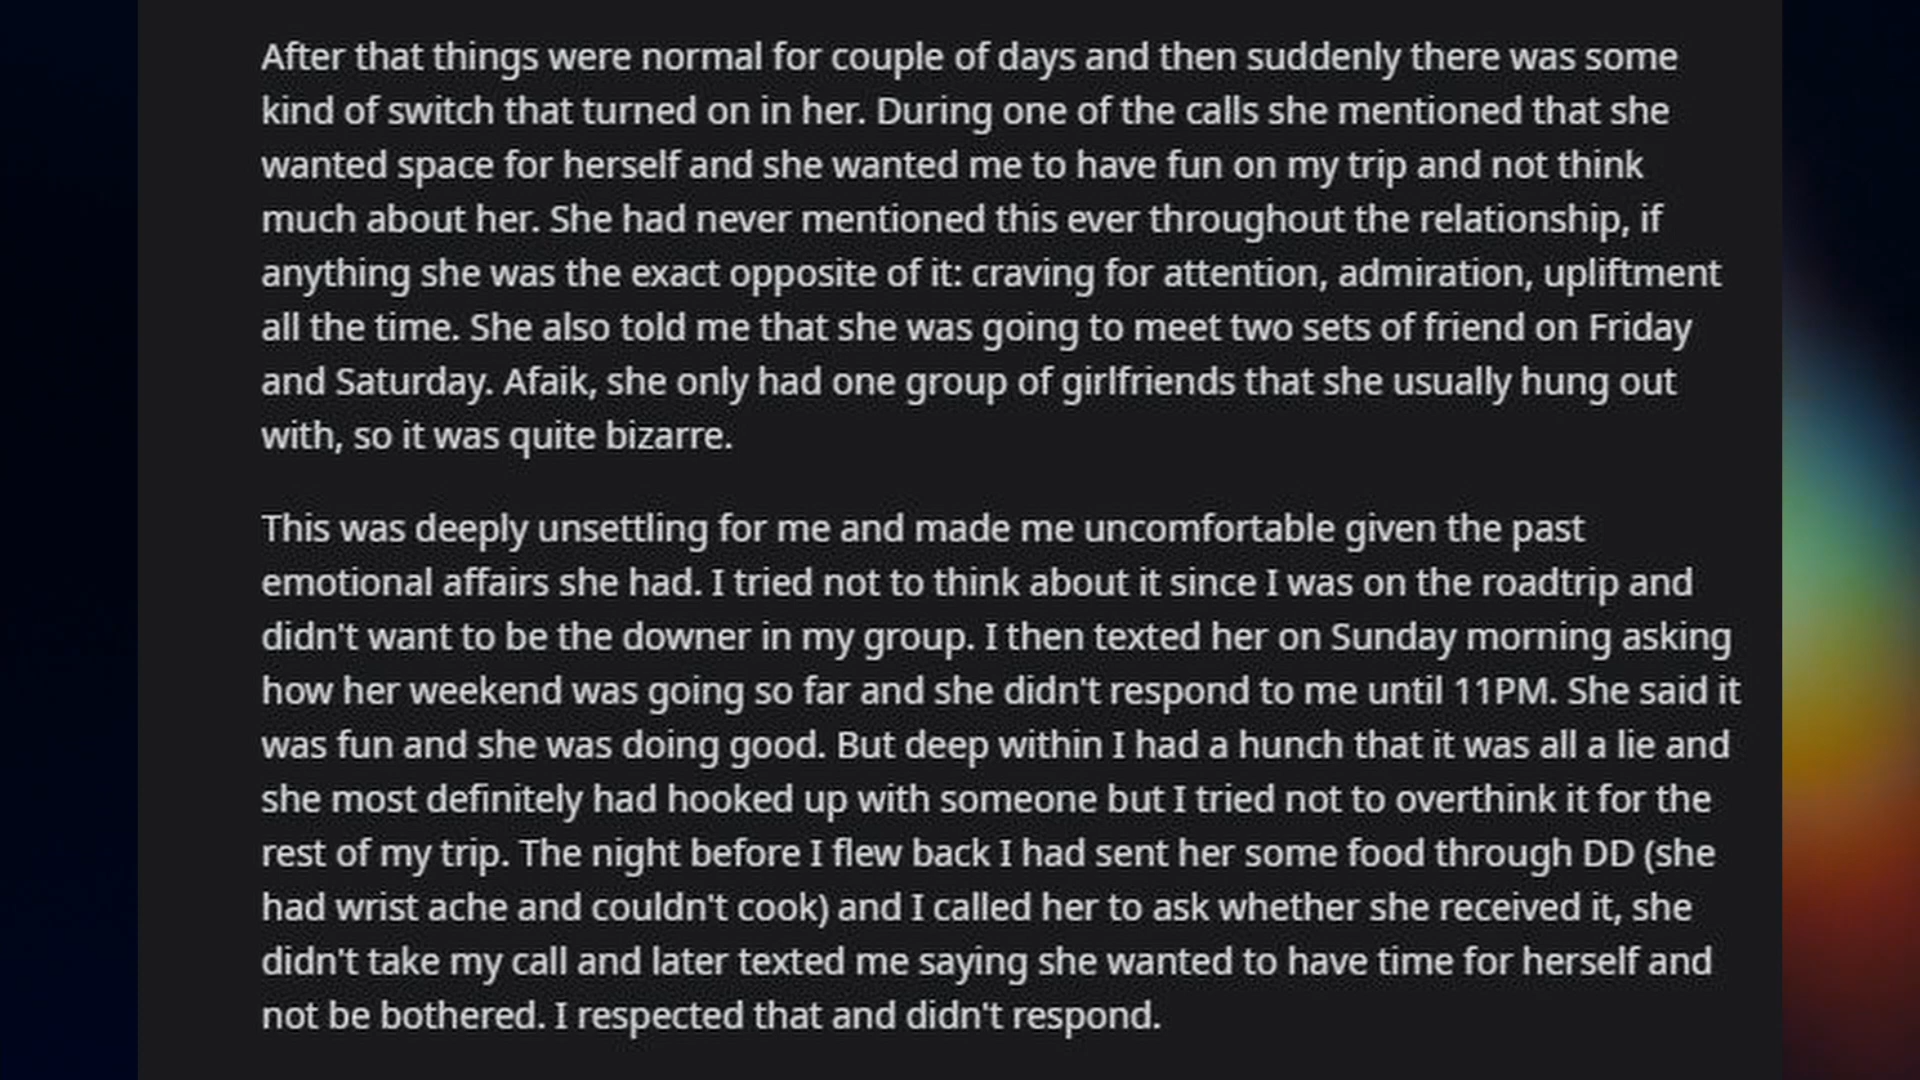 After that things were normal for couple of days and then suddenly there was some
kind of switch that turned on in her. During one of the calls she mentioned that she
wanted space for herself and she wanted me to have fun on my trip and not think
much about her. She had never mentioned this ever throughout the relationship, if
anything she was the exact opposite of it: craving for attention, admiration, upliftment
all the time. She also told me that she was going to meet two sets of friend on Friday
and Saturday. Afaik, she only had one group of girlfriends that she usually hung out
with, so it was quite bizarre.
This was deeply unsettling for me and made me uncomfortable given the past
emotional affairs she had. I tried not to think about it since I was on the roadtrip and
didn't want to be the downer in my group. I then texted her on Sunday morning asking
how her weekend was going so far and she didn't respond to me until 11PM. She said it
was fun and she was doing good. But deep within I had a hunch that it was all a lie and
she most definitely had hooked up with someone but I tried not to overthink it for the
rest of my trip. The night before I flew back I had sent her some food through DD (she
had wrist ache and couldn't cook) and I called her to ask whether she received it, she
didn't take my call and later texted me saying she wanted to have time for herself and
not be bothered. I respected that and didn't respond.